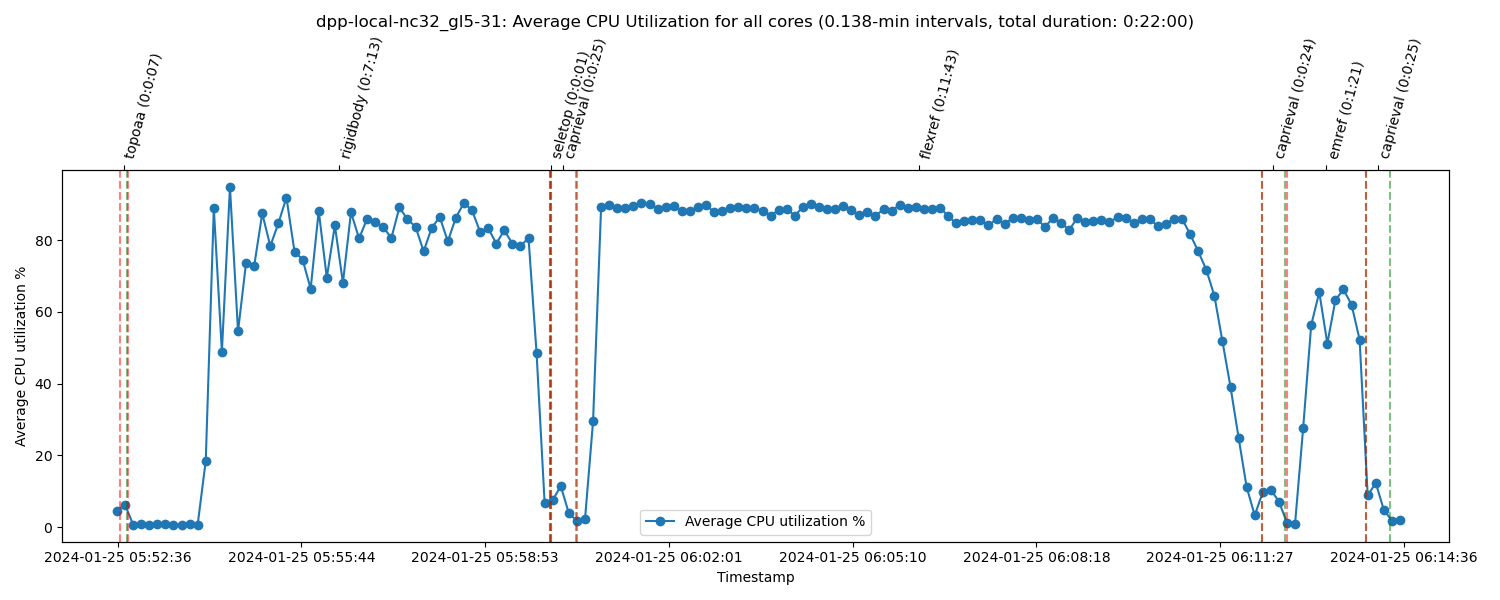 dpp-local-nc32_gl5-31: Average CPU Utilization for all cores (0.138-min intervals, total duration: 0:22:00)
topoaa (0:0:07)
rigidbody (0:7:13)
seletop (0:0:01)
caprieval (0:0:25)
flexref (0:11:43)
caprieval (0:0:24)
emref (0:1:21)
caprieval (0:0:25)
Average CPU utilization %
80
60
40
20
0
Average CPU utilization %
2024-01-25 05:52:36
2024-01-25 05:55:44
2024-01-25 05:58:53
2024-01-25 06:02:01
2024-01-25 06:05:10
2024-01-25 06:08:18
2024-01-25 06:11:27
2024-01-25 06:14:36
Timestamp